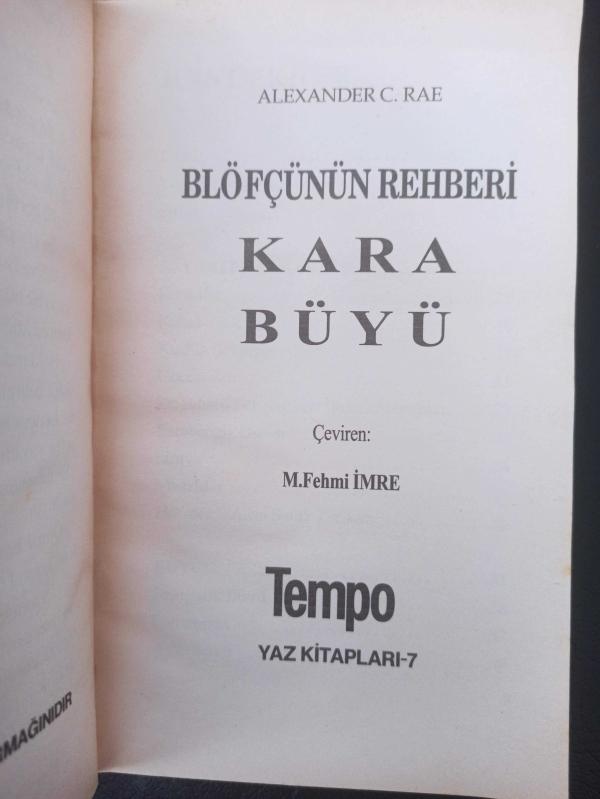 ALEXANDER C. RAE
BLÖFÇÜNÜN REHBERİ
KARA
BÜYÜ
Çeviren:
M.Fehmi İMRE
Tempo
YAZ KİTAPLARI-7